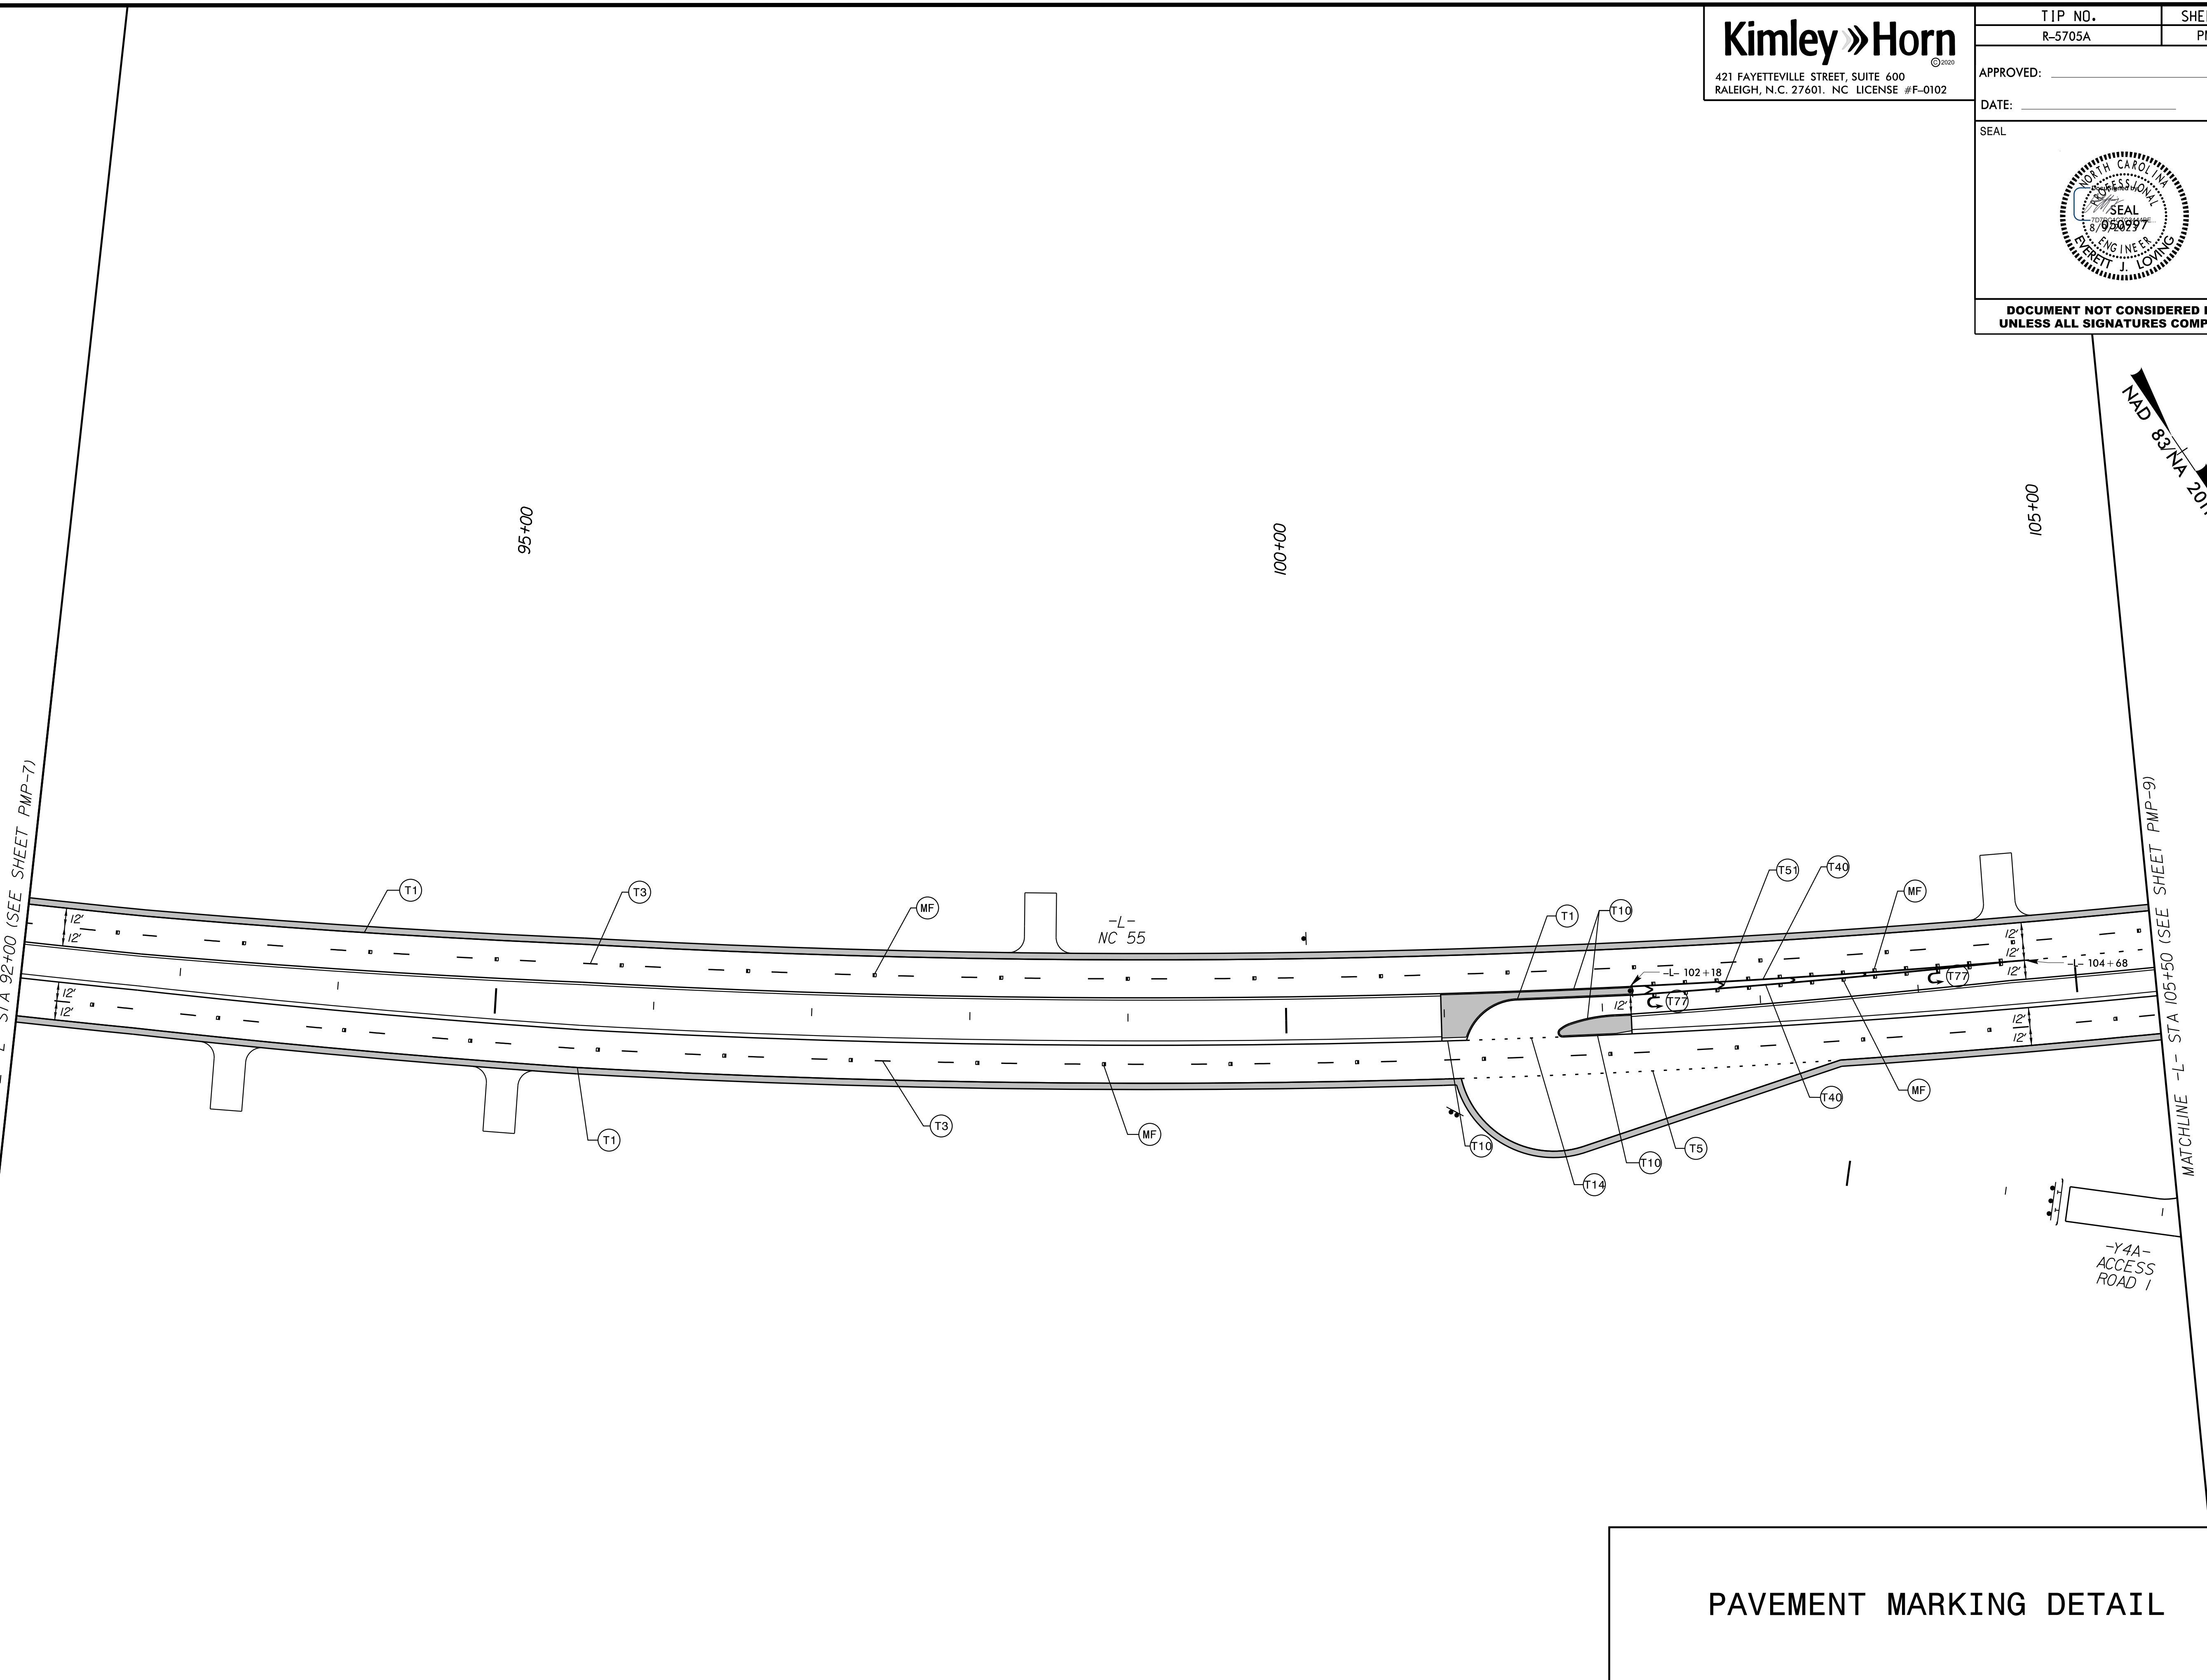 Kimley»Horn
©2020
421 FAYETTEVILLE STREET, SUITE 600
RALEIGH, N.C. 27601. NC LICENSE #F-0102
TIP NO.
R-5705A
APPROVED:
DATE:
SEAL
NORTH CAROLINA
PROFESSIONAL
SEAL
050997
ENGINEER
EVERETT J. LOVING
DOCUMENT NOT CONSIDERED
UNLESS ALL SIGNATURES
NAD 83/NA 2011
95+00
100+00
105+00
STA 92+00 (SEE SHEET PMP-7)
MATCHLINE -L- STA 105+50 (SEE SHEET PMP-9)
T1
T3
MF
-L-
NC 55
T1
T10
T51
T40
MF
12'
12'
12'
12'
12'
12'
12'
-L- 102+18
T77
T77
12'
-L- 104+68
12'
12'
T1
T3
MF
T10
T14
T10
T5
T40
MF
-Y4A-
ACCESS
ROAD 1
PAVEMENT MARKING DETAIL